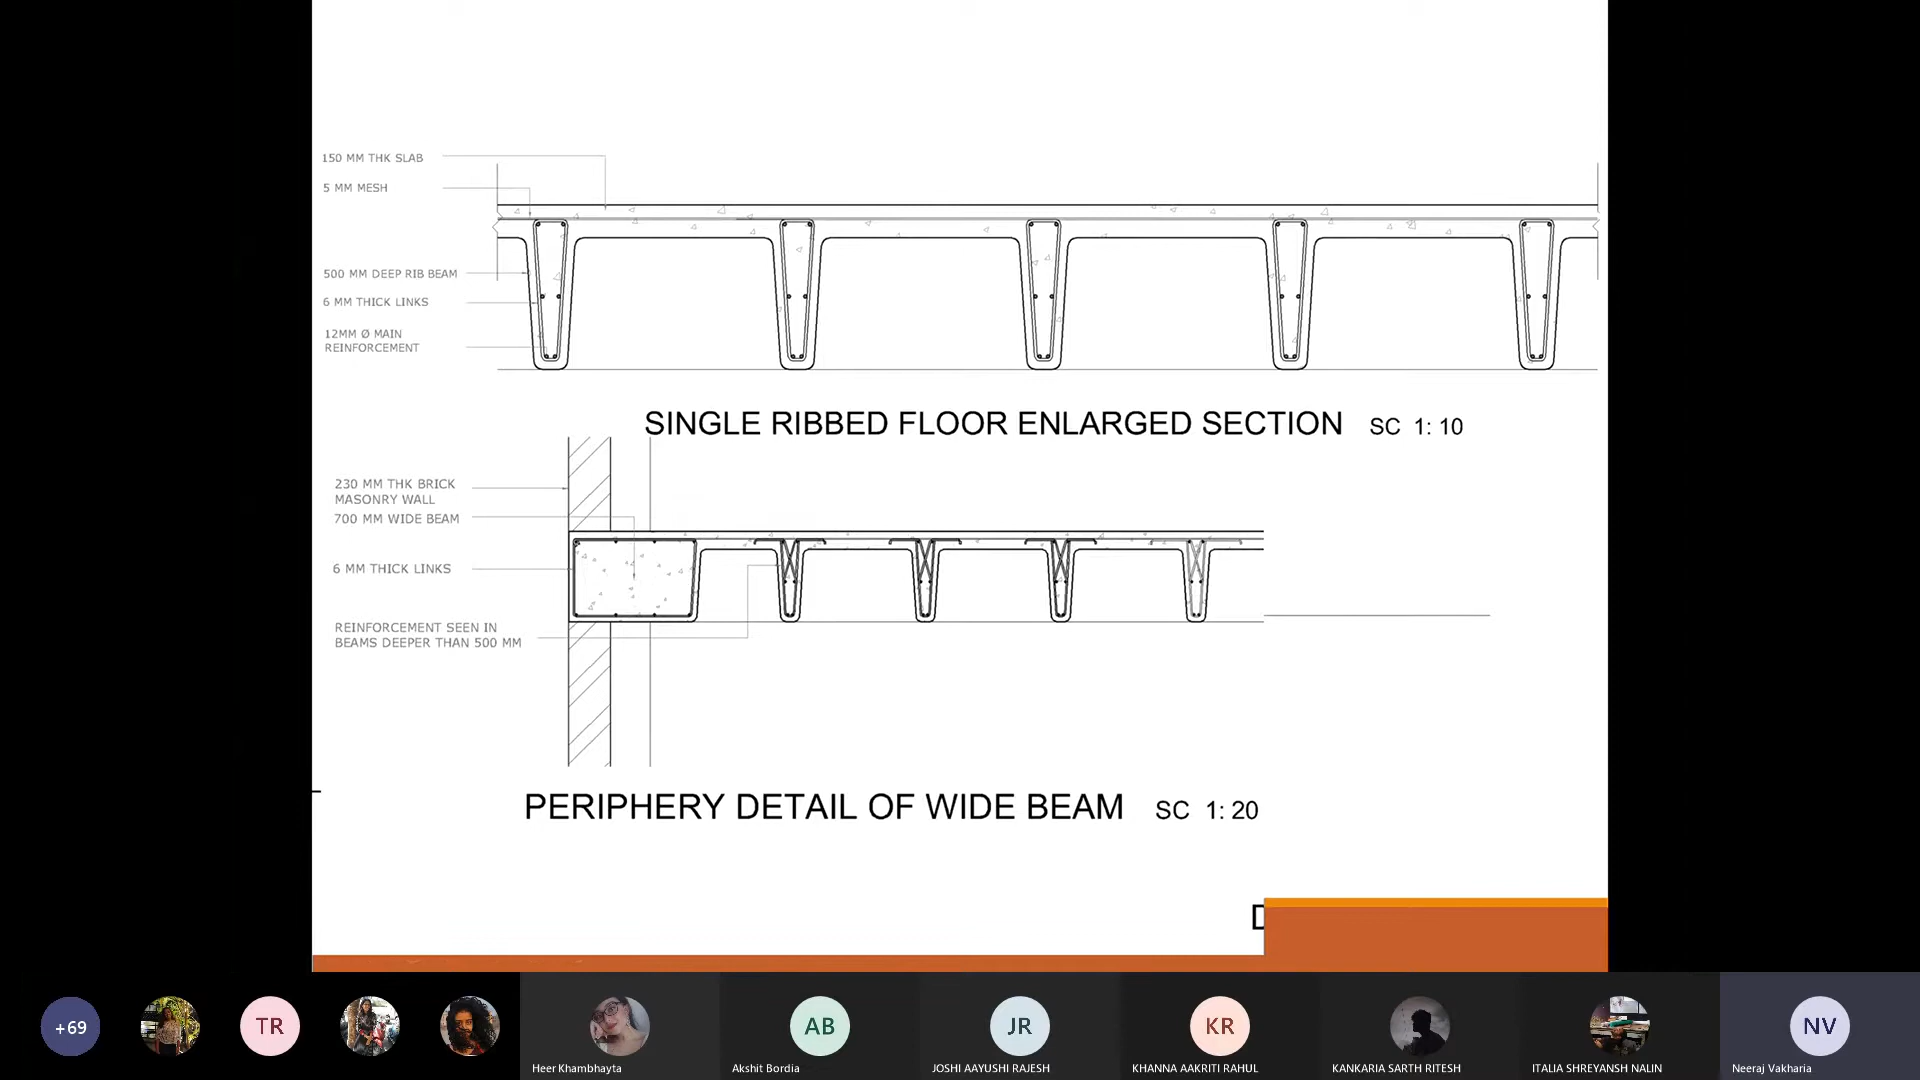 150 MM THK SLAB
5 MM MESH
500 MM DEEP RIB BEAM
6 MM THICK LINKS
12MM Ø MAIN
REINFORCEMENT
SINGLE RIBBED FLOOR ENLARGED SECTION SC 1: 10
230 MM THK BRICK
MASONRY WALL
700 MM WIDE BEAM
6 MM THICK LINKS
REINFORCEMENT SEEN IN
BEAMS DEEPER THAN 500 MM
PERIPHERY DETAIL OF WIDE BEAM SC 1: 20
D
+69
TR
AB
JR
KR
NV
Heer Khambhayta
Akshit Bordia
JOSHI AAYUSHI RAJESH
KHANNA AAKRITI RAHUL
KANKARIA SARTH RITESH
ITALIA SHREYANSH NALIN
Neeraj Vakharia